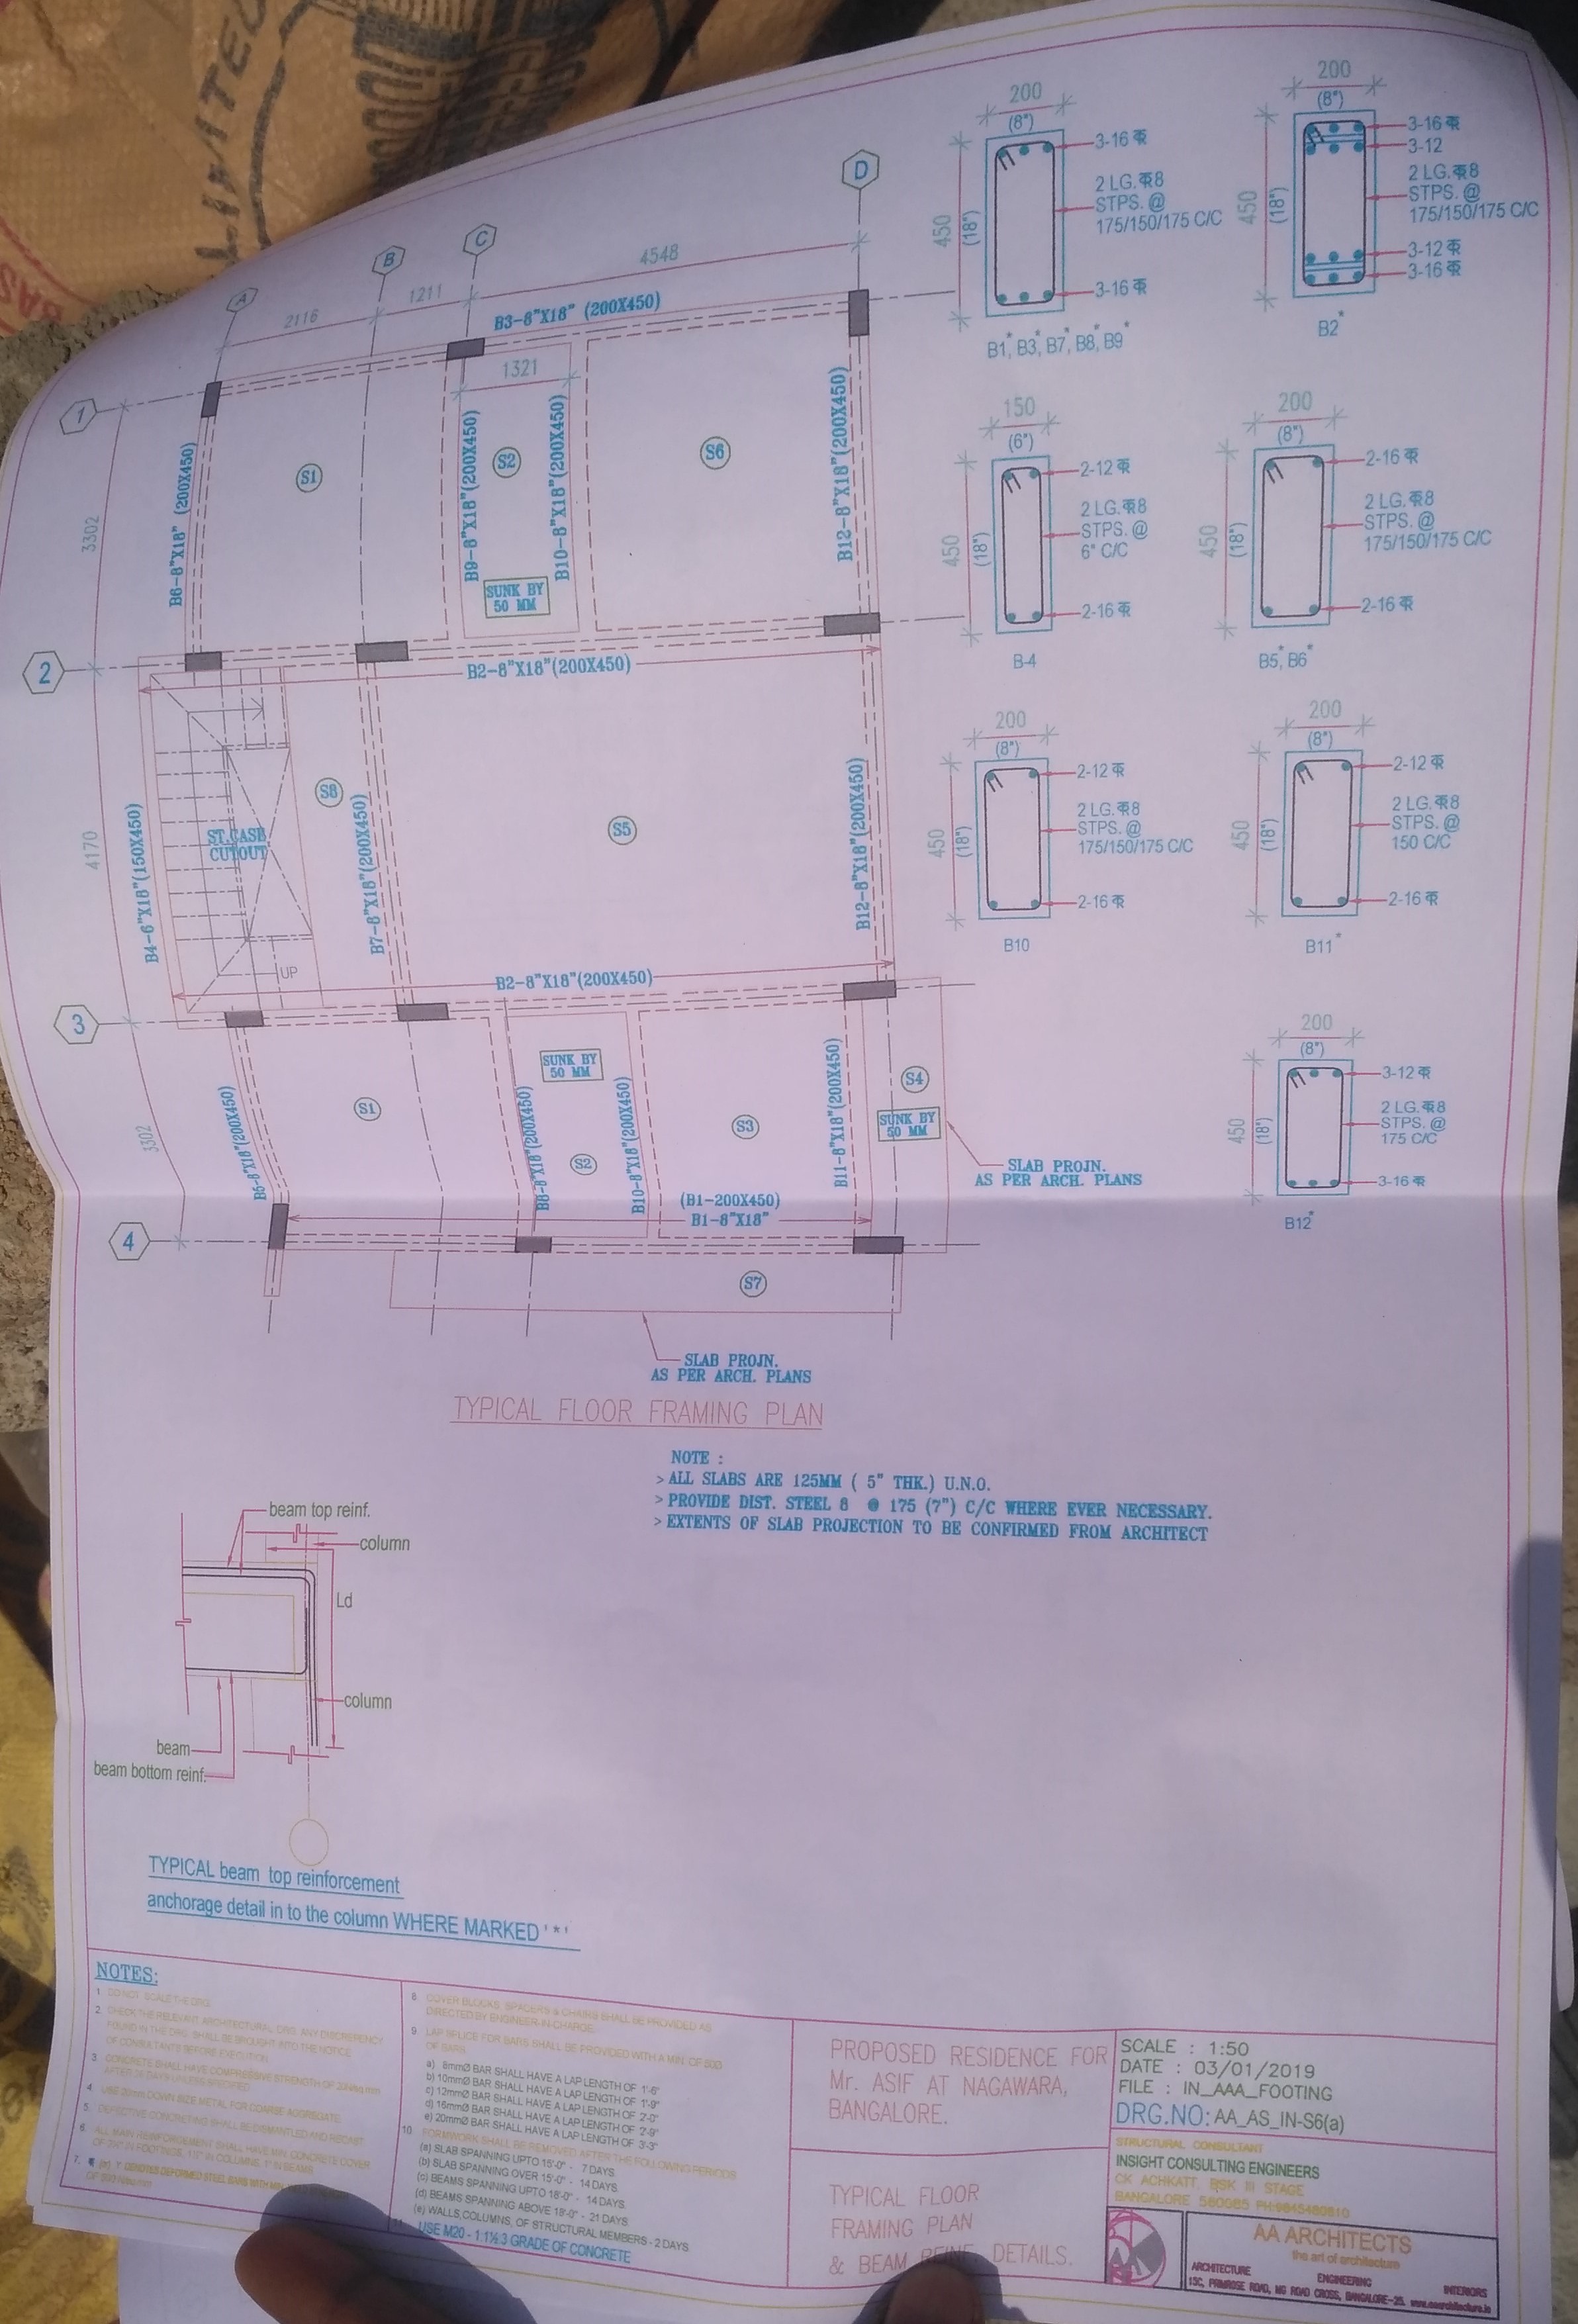 LIMITED
A
B
C
D
2116
1211
4548
B3-8"X18" (200X450)
1321
1
3302
B6-8"X18" (200X450)
S1
B9-8"X18"(200X450)
S2
B10-8"X18"(200X450)
S6
B12-8"X18"(200X450)
SUNK BY
50 MM
2
B2-8"X18"(200X450)
4170
B4-6"X18"(150X450)
ST.CASE
CUTOUT
S8
B7-8"X18"(200X450)
S5
B12-8"X18"(200X450)
UP
B2-8"X18"(200X450)
3
3302
B5-8"X18"(200X450)
S1
SUNK BY
50 MM
B8-8"X18"(200X450)
S2
B10-8"X18"(200X450)
S3
B11-8"X18"(200X450)
S4
SUNK BY
50 MM
SLAB PROJN.
AS PER ARCH. PLANS
(B1-200X450)
B1-8"X18"
4
S7
SLAB PROJN.
AS PER ARCH. PLANS
TYPICAL FLOOR FRAMING PLAN
200
(8")
450
(18")
3-16
2 LG. 8
STPS. @
175/150/175 C/C
3-16
B1*, B3*, B7*, B8*, B9*
200
(8")
450
(18")
3-16
3-12
2 LG. 8
STPS. @
175/150/175 C/C
3-12
3-16
B2*
150
(6")
450
(18")
2-12
2 LG. 8
STPS. @
6" C/C
2-16
B-4
200
(8")
450
(18")
2-16
2 LG. 8
STPS. @
175/150/175 C/C
2-16
B5*, B6*
200
(8")
450
(18")
2-12
2 LG. 8
STPS. @
175/150/175 C/C
2-16
B10
200
(8")
450
(18")
2-12
2 LG. 8
STPS. @
150 C/C
2-16
B11*
200
(8")
450
(18")
3-12
2 LG. 8
STPS. @
175 C/C
3-16
B12*
NOTE :
> ALL SLABS ARE 125MM ( 5" THK.) U.N.O.
> PROVIDE DIST. STEEL 8 @ 175 (7") C/C WHERE EVER NECESSARY.
> EXTENTS OF SLAB PROJECTION TO BE CONFIRMED FROM ARCHITECT
beam top reinf.
column
Ld
column
beam
beam bottom reinf.
TYPICAL beam top reinforcement
anchorage detail in to the column WHERE MARKED '*'
NOTES:
1. DO NOT SCALE THE DRG.
2. CHECK THE RELEVENT ARCHITECTURAL DRG. ANY DISCREPENCY
FOUND IN THE DRG. SHALL BE BROUGHT INTO THE NOTICE
OF CONSULTANTS BEFORE EXECUTION
3. CONCRETE SHALL HAVE COMPRESSIVE STRENGTH OF
AFTER 28 DAYS UNLESS SPECIFIED
4. USE 20mm DOWN SIZE METAL FOR COARSE AGGREGATE
5. DEFECTIVE CONCRETING SHALL BE DISMANTLED AND RECAST
6. ALL MAIN REINFORCEMENT SHALL HAVE MIN. CONCRETE COVER
IN FOOTINGS, IN COLUMNS, 1" IN BEAMS
7. DENOTES DEFORMED STEEL BARS WITH MIN.
8. COVER BLOCKS, SPACERS & CHAIRS SHALL BE PROVIDED AS
DIRECTED BY ENGINEER-IN-CHARGE.
9. LAP SPLICE FOR BARS SHALL BE PROVIDED WITH A MIN. OF
OF BARS
a) 8mmØ BAR SHALL HAVE A LAP LENGTH OF 1'-6"
b) 10mmØ BAR SHALL HAVE A LAP LENGTH OF 1'-9"
c) 12mmØ BAR SHALL HAVE A LAP LENGTH OF 2'-0"
d) 16mmØ BAR SHALL HAVE A LAP LENGTH OF 2'-9"
e) 20mmØ BAR SHALL HAVE A LAP LENGTH OF 3'-3"
10. FORMWORK SHALL BE REMOVED AFTER THE FOLLOWING PERIODS
(a) SLAB SPANNING UPTO 15'-0" - 7 DAYS
(b) SLAB SPANNING OVER 15'-0" - 14 DAYS
(c) BEAMS SPANNING UPTO 18'-0" - 14 DAYS
(d) BEAMS SPANNING ABOVE 18'-0" - 21 DAYS
(e) WALLS,COLUMNS, OF STRUCTURAL MEMBERS - 2 DAYS
11. USE M20 - 1:1½:3 GRADE OF CONCRETE
PROPOSED RESIDENCE FOR
Mr. ASIF AT NAGAWARA,
BANGALORE.
TYPICAL FLOOR
FRAMING PLAN
& BEAM REINF. DETAILS.
SCALE : 1:50
DATE : 03/01/2019
FILE : IN_AAA_FOOTING
DRG.NO: AA_AS_IN-S6(a)
STRUCTURAL CONSULTANT
INSIGHT CONSULTING ENGINEERS
CK ACHKATT, BSK III STAGE
BANGALORE 560085 PH:9845480810
AA ARCHITECTS
the art of architecture
ARCHITECTURE ENGINEERING INTERIORS
15C, PRIMROSE ROAD, MG ROAD CROSS, BANGALORE-25. www.aaarchitecture.in